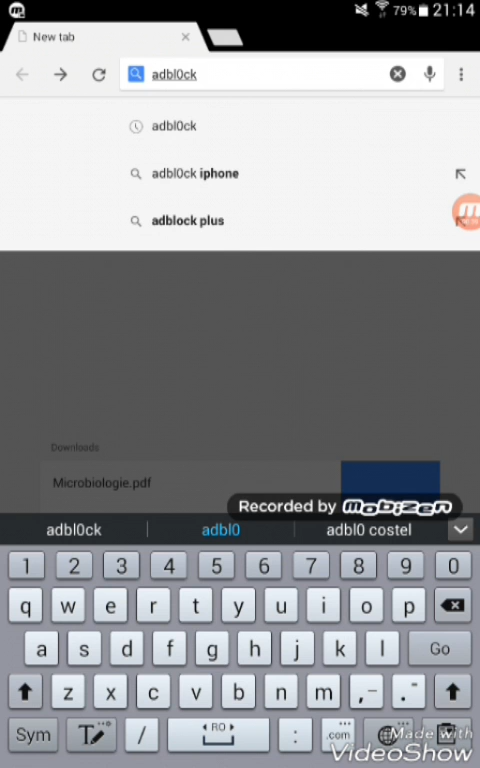 79% 21:14
New tab
adbl0ck
adbl0ck
adbl0ck iphone
adblock plus
Downloads
Microbiologie.pdf
Recorded by mobizen
adbl0ck adbl0 adbl0 costel
1 2 3 4 5 6 7 8 9 0
q w e r t y u i o p
a s d f g h j k l Go
z x c v b n m ,- ."
Sym T / RO : .com
Made with
VideoShow